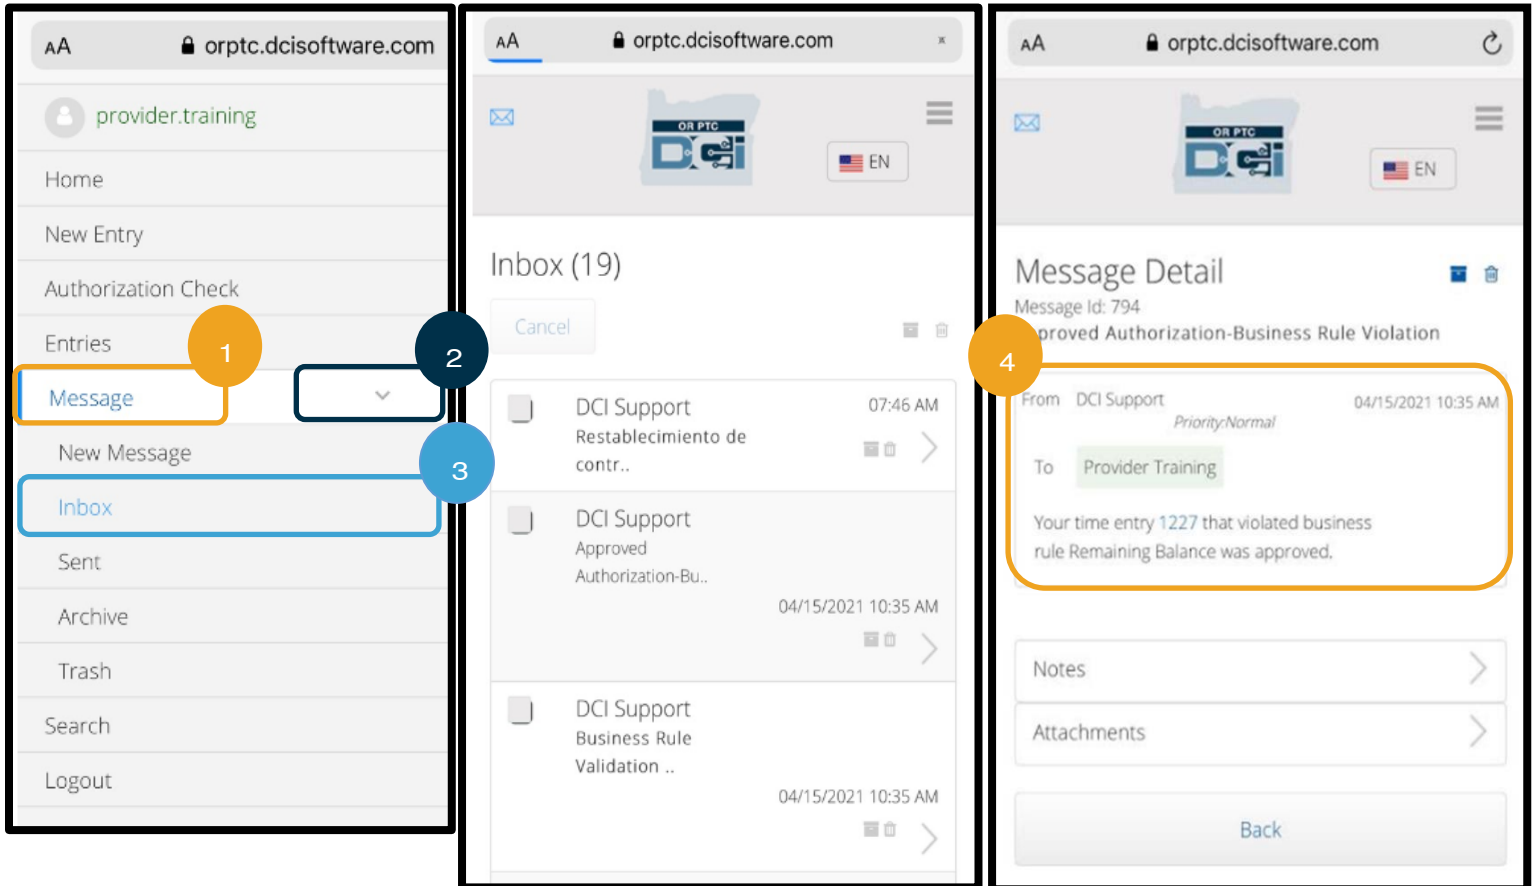 AA orptc.dcisoftware.com
provider.training
Home
New Entry
Authorization Check
Entries
1
2
Message
New Message
3
Inbox
Sent
Archive
Trash
Search
Logout
AA orptc.dcisoftware.com x
OR PTC
DCi
EN
Inbox (19)
Cancel
DCI Support 07:46 AM
Restablecimiento de
contr..
DCI Support
Approved
Authorization-Bu..
04/15/2021 10:35 AM
DCI Support
Business Rule
Validation ..
04/15/2021 10:35 AM
AA orptc.dcisoftware.com
OR PTC
DCi
EN
Message Detail
Message Id: 794
proved Authorization-Business Rule Violation
4
From DCI Support 04/15/2021 10:35 AM
Priority:Normal
To Provider Training
Your time entry 1227 that violated business
rule Remaining Balance was approved.
Notes
Attachments
Back